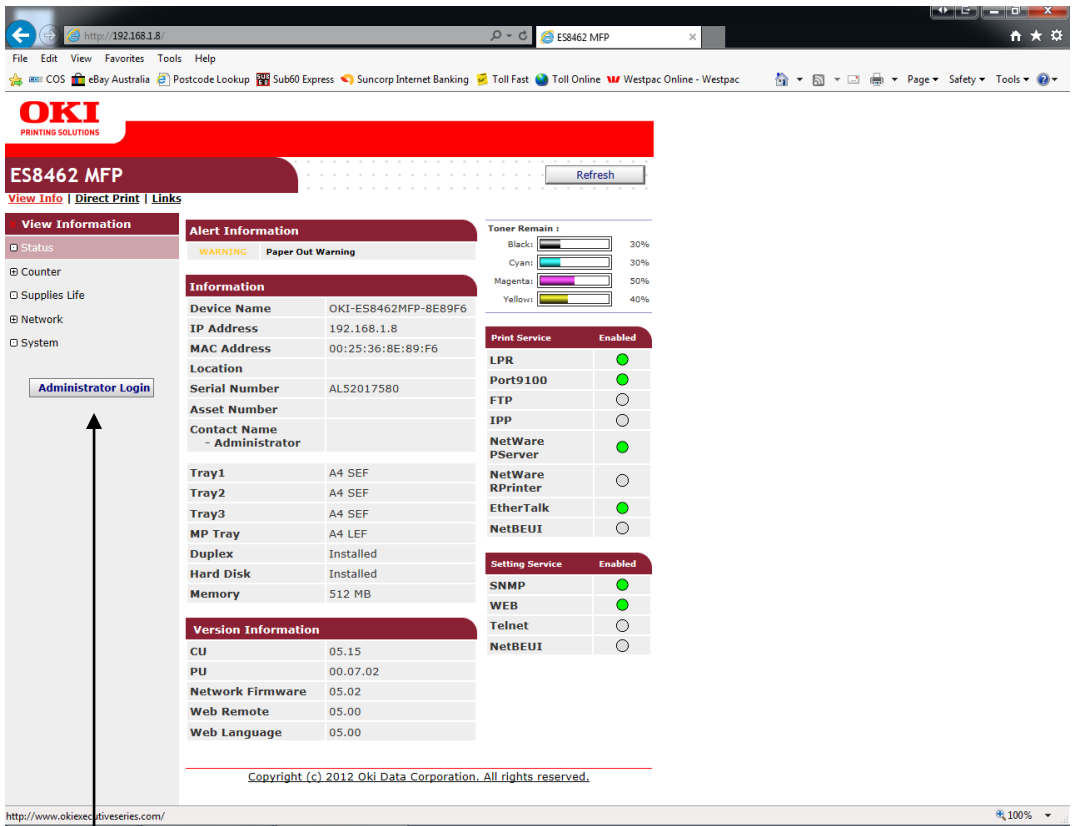 http://192.168.1.8/
ES8462 MFP
File Edit View Favorites Tools Help
COS eBay Australia Postcode Lookup Sub60 Express Suncorp Internet Banking Toll Fast Toll Online Westpac Online - Westpac Page Safety Tools
OKI
PRINTING SOLUTIONS
ES8462 MFP
Refresh
View Info | Direct Print | Links
View Information
Status
Counter
Supplies Life
Network
System
Administrator Login
Alert Information
WARNING Paper Out Warning
Information
Device Name OKI-ES8462MFP-8E89F6
IP Address 192.168.1.8
MAC Address 00:25:36:8E:89:F6
Location
Serial Number AL52017580
Asset Number
Contact Name
- Administrator
Tray1 A4 SEF
Tray2 A4 SEF
Tray3 A4 SEF
MP Tray A4 LEF
Duplex Installed
Hard Disk Installed
Memory 512 MB
Version Information
CU 05.15
PU 00.07.02
Network Firmware 05.02
Web Remote 05.00
Web Language 05.00
Toner Remain :
Black: 30%
Cyan: 30%
Magenta: 50%
Yellow: 40%
Print Service Enabled
LPR
Port9100
FTP
IPP
NetWare
PServer
NetWare
RPrinter
EtherTalk
NetBEUI
Setting Service Enabled
SNMP
WEB
Telnet
NetBEUI
Copyright (c) 2012 Oki Data Corporation. All rights reserved.
http://www.okiexecutiveseries.com/
100%